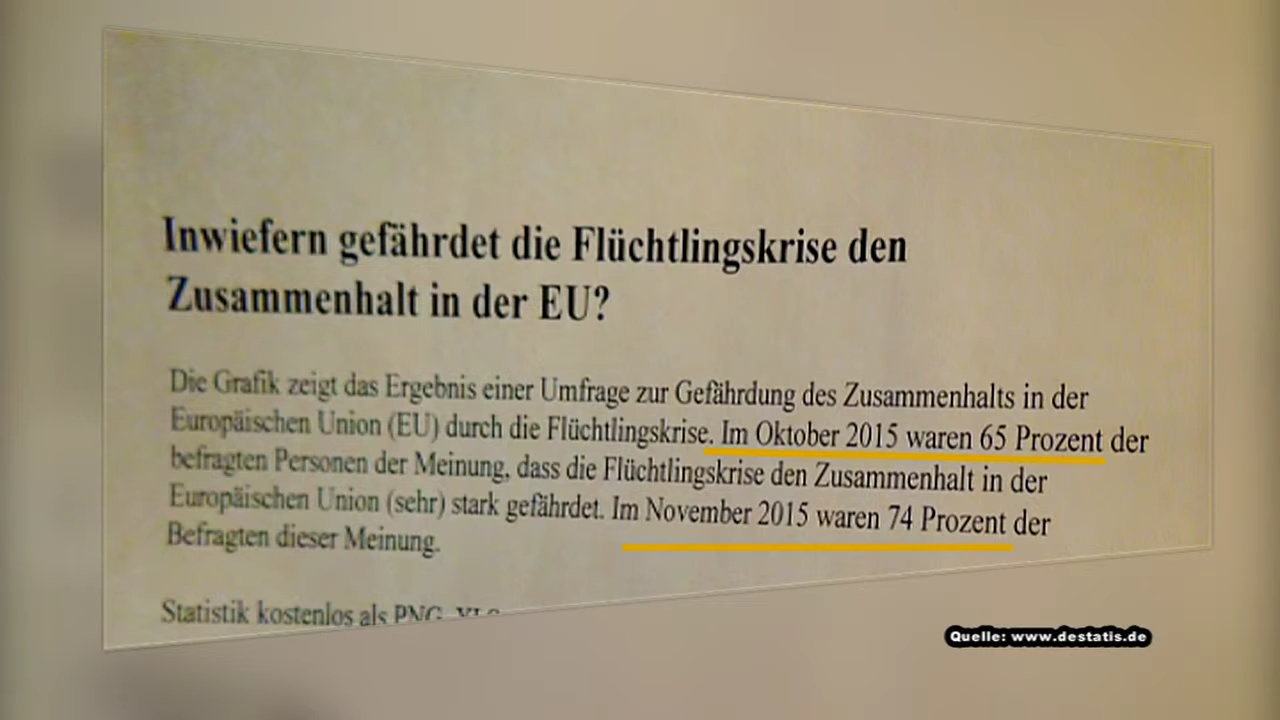 Inwiefern gefährdet die Flüchtlingskrise den
Zusammenhalt in der EU?
Die Grafik zeigt das Ergebnis einer Umfrage zur Gefährdung des Zusammenhalts in der
Europäischen Union (EU) durch die Flüchtlingskrise. Im Oktober 2015 waren 65 Prozent der
befragten Personen der Meinung, dass die Flüchtlingskrise den Zusammenhalt in der
Europäischen Union (sehr) stark gefährdet. Im November 2015 waren 74 Prozent der
Befragten dieser Meinung.
Statistik kostenlos als PNG,
Quelle: www.destatis.de